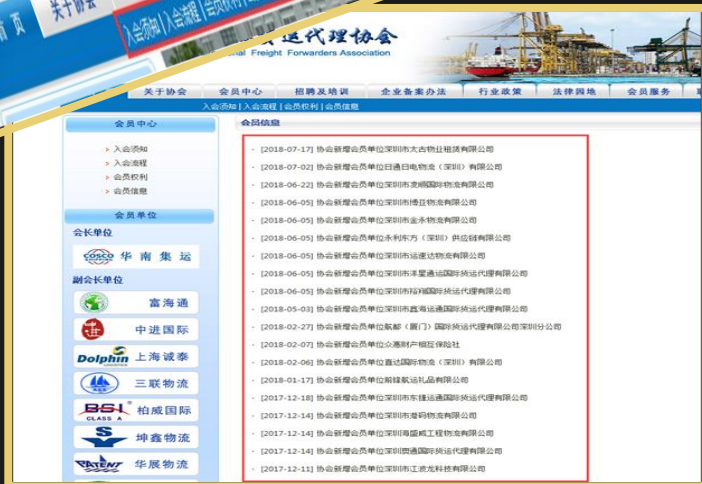 首页
关于协会
入会须知 | 入会流程 | 会员权利 |
货运代理协会
nal Freight Forwarders Association
关于协会 会员中心 招聘及培训 企业备案办法 行业政策 法律园地 会员服务
入会须知 | 入会流程 | 会员权利 | 会员信息
会员中心
入会须知
入会流程
会员权利
会员信息
会员单位
会长单位
COSCO 华南集运
副会长单位
富海通
中进国际
Dolphin 上海诚泰
三联物流
BSI CLASS A 柏威国际
坤鑫物流
PATENT 华展物流
会员信息
· [2018-07-17] 协会新增会员单位深圳市太古物业租赁有限公司
· [2018-07-02] 协会新增会员单位日通日电物流（深圳）有限公司
· [2018-06-22] 协会新增会员单位深圳市凌顺国际物流有限公司
· [2018-06-05] 协会新增会员单位深圳市博亚物流有限公司
· [2018-06-05] 协会新增会员单位深圳市金永物流有限公司
· [2018-06-05] 协会新增会员单位永利东方（深圳）供应链有限公司
· [2018-06-05] 协会新增会员单位深圳市运速达物流有限公司
· [2018-06-05] 协会新增会员单位深圳市洋星通运国际货运代理有限公司
· [2018-06-05] 协会新增会员单位深圳市裕翔国际货运代理有限公司
· [2018-05-03] 协会新增会员单位深圳市鑫海运通国际货运代理有限公司
· [2018-02-27] 协会新增会员单位航都（厦门）国际货运代理有限公司深圳分公司
· [2018-02-07] 协会新增会员单位众惠财产相互保险社
· [2018-02-06] 协会新增会员单位直达国际物流（深圳）有限公司
· [2018-01-17] 协会新增会员单位前锋航运礼品有限公司
· [2017-12-18] 协会新增会员单位深圳市东锋运通国际货运代理有限公司
· [2017-12-14] 协会新增会员单位深圳市港码物流有限公司
· [2017-12-14] 协会新增会员单位深圳海盛威工程物流有限公司
· [2017-12-14] 协会新增会员单位深圳贯通国际货运代理有限公司
· [2017-12-11] 协会新增会员单位深圳市江波龙科技有限公司